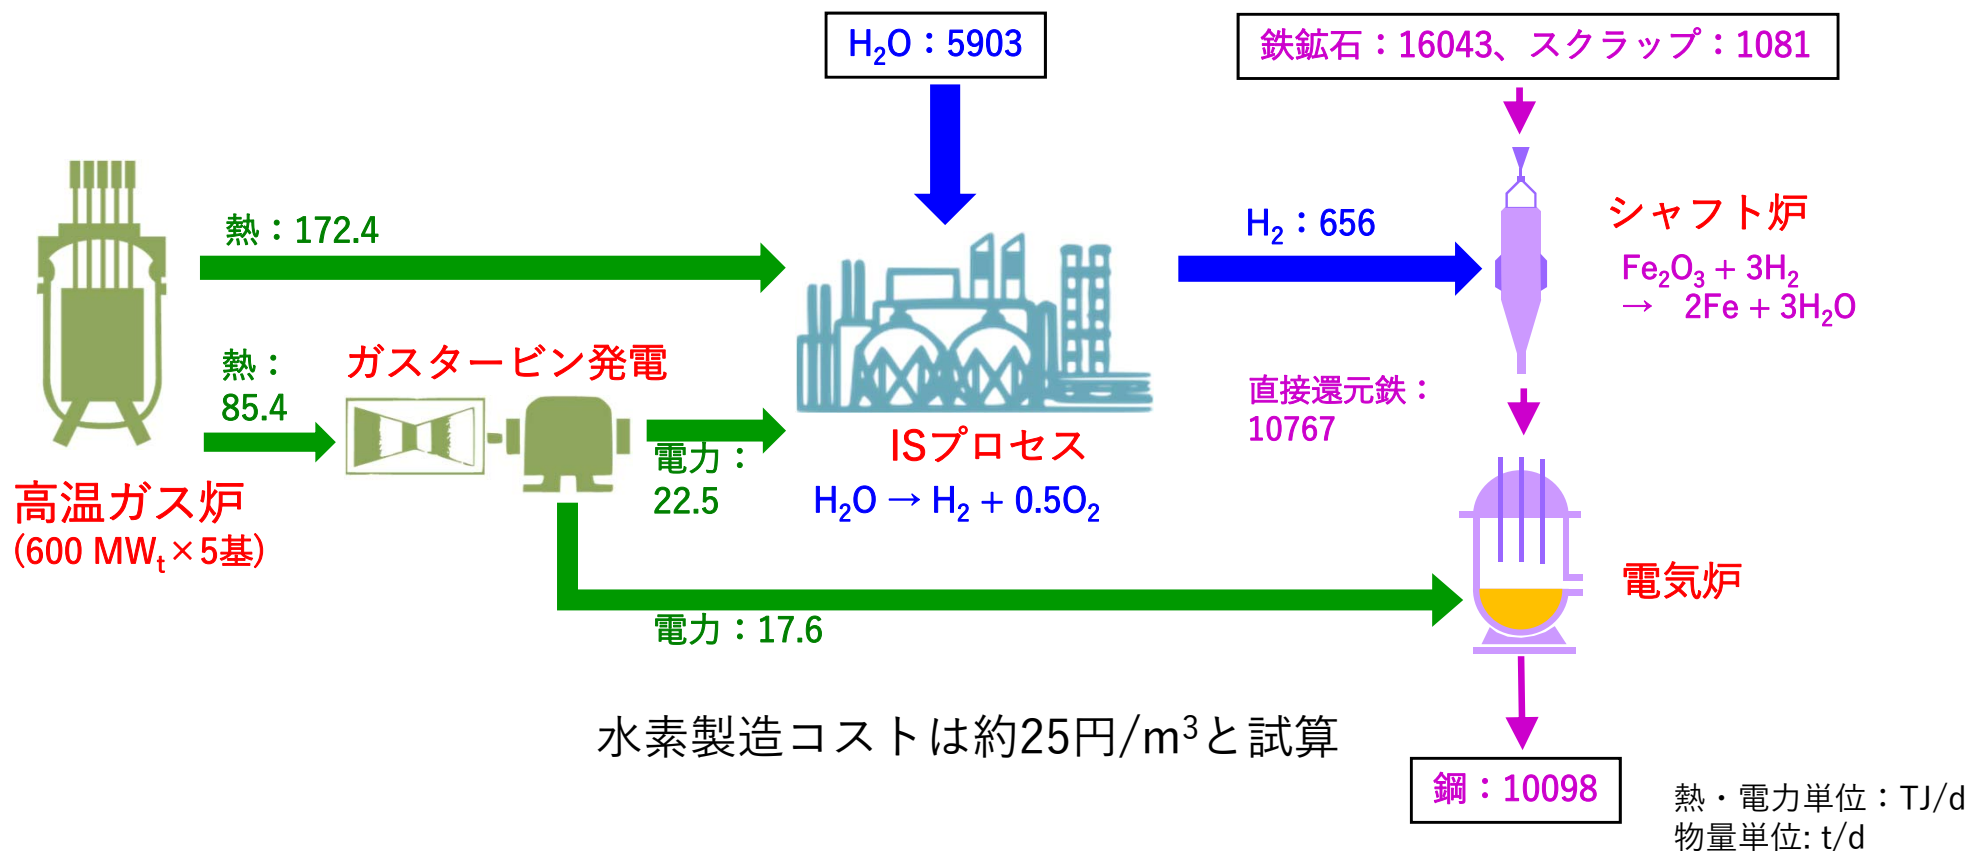 H₂O：5903
鉄鉱石：16043、スクラップ：1081
熱：172.4
H₂：656
シャフト炉
Fe₂O₃ + 3H₂
→ 2Fe + 3H₂O
熱：
85.4
ガスタービン発電
直接還元鉄：
10767
電力：
22.5
ISプロセス
H₂O → H₂ + 0.5O₂
高温ガス炉
(600 MWₜ×5基)
電気炉
電力：17.6
水素製造コストは約25円/m³と試算
鋼：10098
熱・電力単位：TJ/d
物量単位: t/d